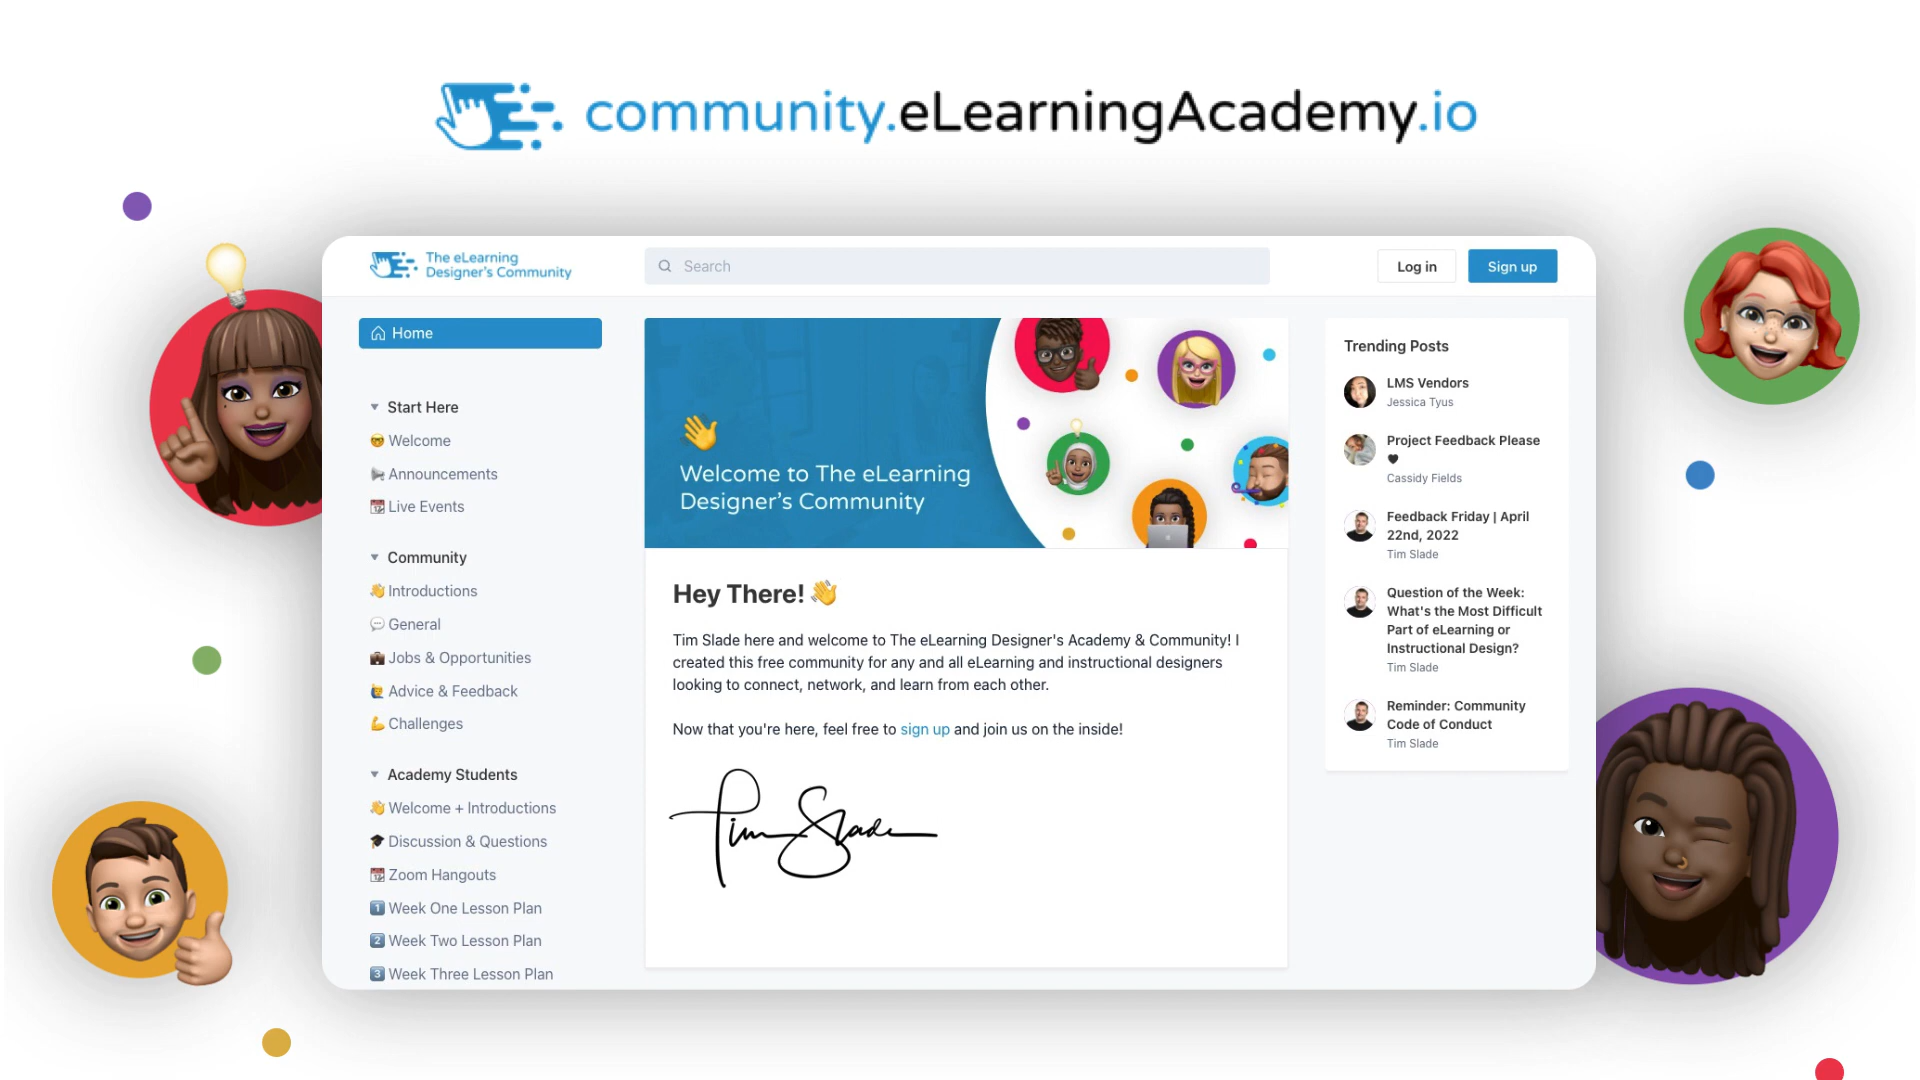 community.eLearningAcademy.io
The eLearning
Designer's Community
Search
Log in
Sign up
Home
Start Here
Welcome
Announcements
Live Events
Community
Introductions
General
Jobs & Opportunities
Advice & Feedback
Challenges
Academy Students
Welcome + Introductions
Discussion & Questions
Zoom Hangouts
1 Week One Lesson Plan
2 Week Two Lesson Plan
3 Week Three Lesson Plan
Welcome to The eLearning
Designer's Community
Hey There!
Tim Slade here and welcome to The eLearning Designer's Academy & Community! I
created this free community for any and all eLearning and instructional designers
looking to connect, network, and learn from each other.
Now that you're here, feel free to sign up and join us on the inside!
Tim Slade
Trending Posts
LMS Vendors
Jessica Tyus
Project Feedback Please
Cassidy Fields
Feedback Friday | April
22nd, 2022
Tim Slade
Question of the Week:
What's the Most Difficult
Part of eLearning or
Instructional Design?
Tim Slade
Reminder: Community
Code of Conduct
Tim Slade